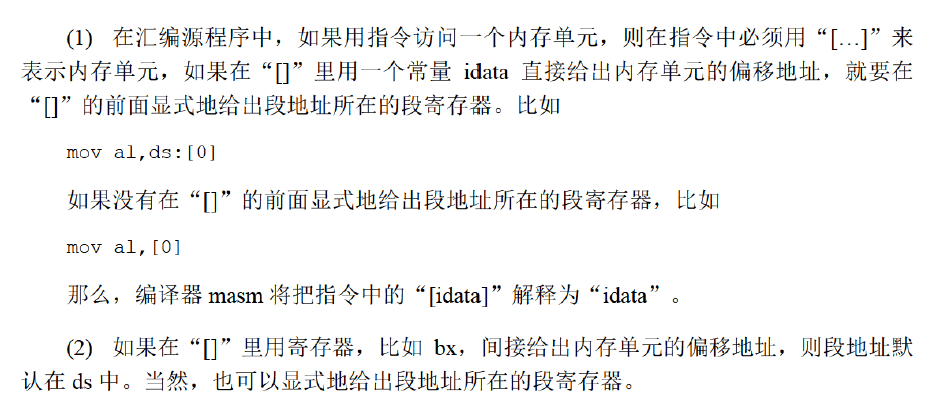 (1) 在汇编源程序中，如果用指令访问一个内存单元，则在指令中必须用“[…]”来
表示内存单元，如果在“[]”里用一个常量 idata 直接给出内存单元的偏移地址，就要在
“[]”的前面显式地给出段地址所在的段寄存器。比如
mov al,ds:[0]
如果没有在“[]”的前面显式地给出段地址所在的段寄存器，比如
mov al,[0]
那么，编译器 masm 将把指令中的“[idata]”解释为“idata”。
(2) 如果在“[]”里用寄存器，比如 bx，间接给出内存单元的偏移地址，则段地址默
认在 ds 中。当然，也可以显式地给出段地址所在的段寄存器。